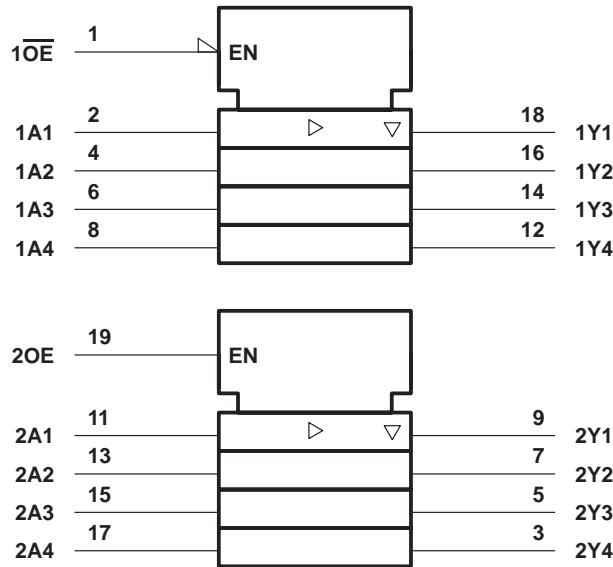 1O̅E̅ 1 EN
1A1 2 18 1Y1
1A2 4 16 1Y2
1A3 6 14 1Y3
1A4 8 12 1Y4
2OE 19 EN
2A1 11 9 2Y1
2A2 13 7 2Y2
2A3 15 5 2Y3
2A4 17 3 2Y4